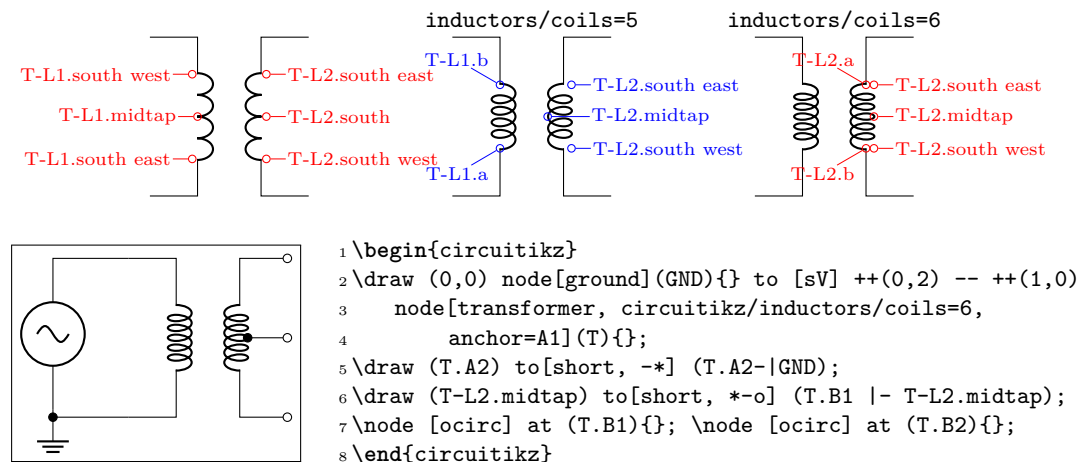 inductors/coils=5
inductors/coils=6
T-L1.south west
T-L2.south east
T-L1.midtap
T-L2.south
T-L1.south east
T-L2.south west
T-L1.b
T-L2.south east
T-L2.midtap
T-L2.south west
T-L1.a
T-L2.a
T-L2.south east
T-L2.midtap
T-L2.south west
T-L2.b
1 \begin{circuitikz}
2 \draw (0,0) node[ground](GND){} to [sV] ++(0,2) -- ++(1,0)
3    node[transformer, circuitikz/inductors/coils=6,
4        anchor=A1](T){};
5 \draw (T.A2) to[short, -*] (T.A2-|GND);
6 \draw (T-L2.midtap) to[short, *-o] (T.B1 |- T-L2.midtap);
7 \node [ocirc] at (T.B1){}; \node [ocirc] at (T.B2){};
8 \end{circuitikz}